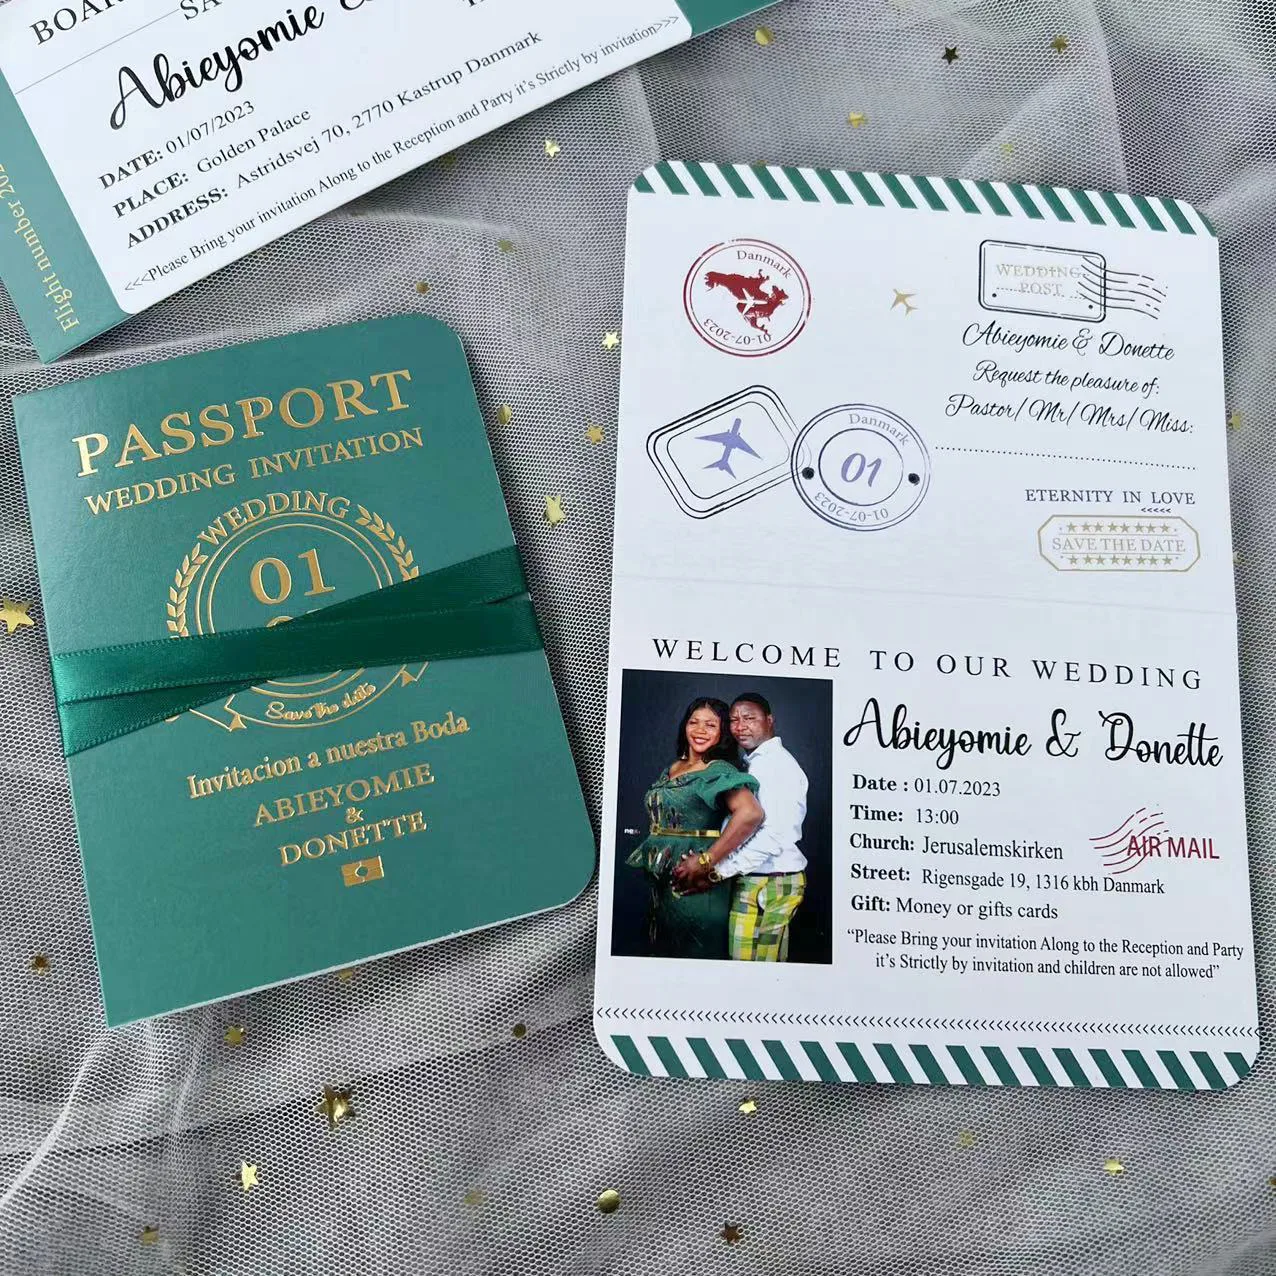 Abieyomie
DATE: 01/07/2023
PLACE: Golden Palace
ADDRESS: Astridsvej 70, 2770 Kastrup Danmark
<<<Please Bring your invitation Along to the Reception and Party it's Strictly by invitation>>>
Flight number
PASSPORT
WEDDING INVITATION
WEDDING
01
Save the date
Invitacion a nuestra Boda
ABIEYOMIE
&
DONETTE
Danmark
01-07-2023
WEDDING
POST
Abieyomie & Donette
Request the pleasure of:
Pastor/ Mr/ Mrs/ Miss:
Danmark
01
01-07-2023
ETERNITY IN LOVE
<<<<<
SAVE THE DATE
WELCOME TO OUR WEDDING
Abieyomie & Donette
Date : 01.07.2023
Time: 13:00
Church: Jerusalemskirken
AIR MAIL
Street: Rigensgade 19, 1316 kbh Danmark
Gift: Money or gifts cards
“Please Bring your invitation Along to the Reception and Party
it’s Strictly by invitation and children are not allowed”